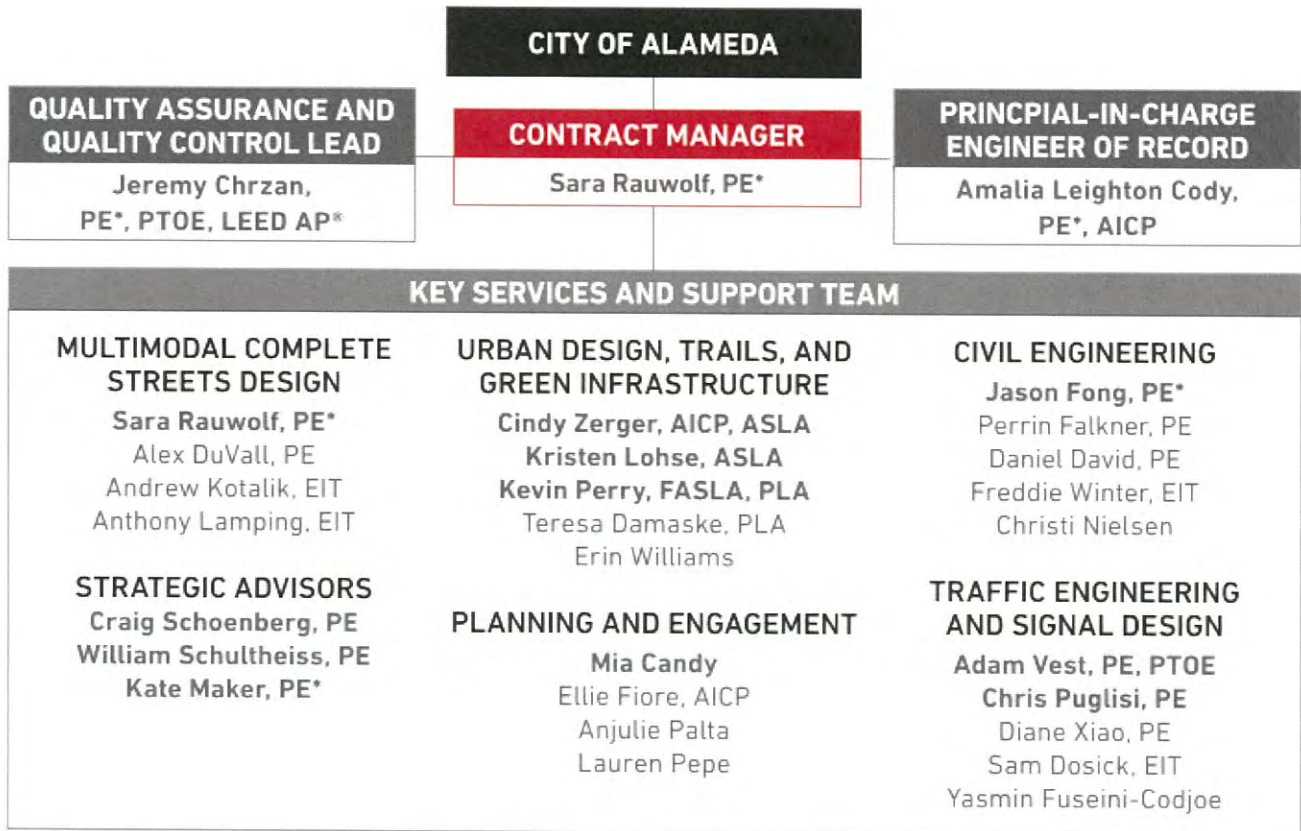 CITY OF ALAMEDA
QUALITY ASSURANCE AND
QUALITY CONTROL LEAD
Jeremy Chrzan,
PE*, PTOE, LEED AP®
CONTRACT MANAGER
Sara Rauwolf, PE*
PRINCPIAL-IN-CHARGE
ENGINEER OF RECORD
Amalia Leighton Cody,
PE*, AICP
KEY SERVICES AND SUPPORT TEAM
MULTIMODAL COMPLETE
STREETS DESIGN
Sara Rauwolf, PE*
Alex DuVall, PE
Andrew Kotalik, EIT
Anthony Lamping, EIT
STRATEGIC ADVISORS
Craig Schoenberg, PE
William Schultheiss, PE
Kate Maker, PE*
URBAN DESIGN, TRAILS, AND
GREEN INFRASTRUCTURE
Cindy Zerger, AICP, ASLA
Kristen Lohse, ASLA
Kevin Perry, FASLA, PLA
Teresa Damaske, PLA
Erin Williams
PLANNING AND ENGAGEMENT
Mia Candy
Ellie Fiore, AICP
Anjulie Palta
Lauren Pepe
CIVIL ENGINEERING
Jason Fong, PE*
Perrin Falkner, PE
Daniel David, PE
Freddie Winter, EIT
Christi Nielsen
TRAFFIC ENGINEERING
AND SIGNAL DESIGN
Adam Vest, PE, PTOE
Chris Puglisi, PE
Diane Xiao, PE
Sam Dosick, EIT
Yasmin Fuseini-Codjoe